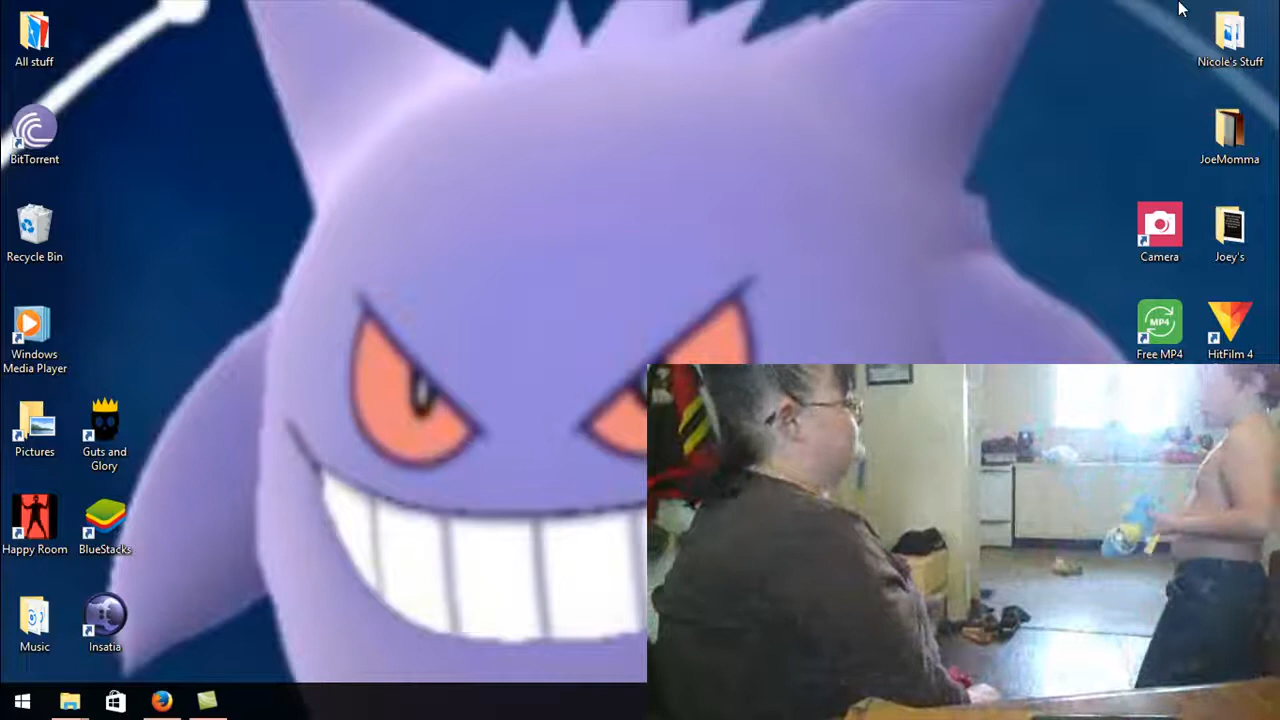 All stuff
Nicole's Stuff
BitTorrent
JoeMomma
Recycle Bin
Camera
Joey's
Windows
Media Player
Free MP4
HitFilm 4
MP4
Pictures
Guts and
Glory
Happy Room
BlueStacks
Music
Insatia